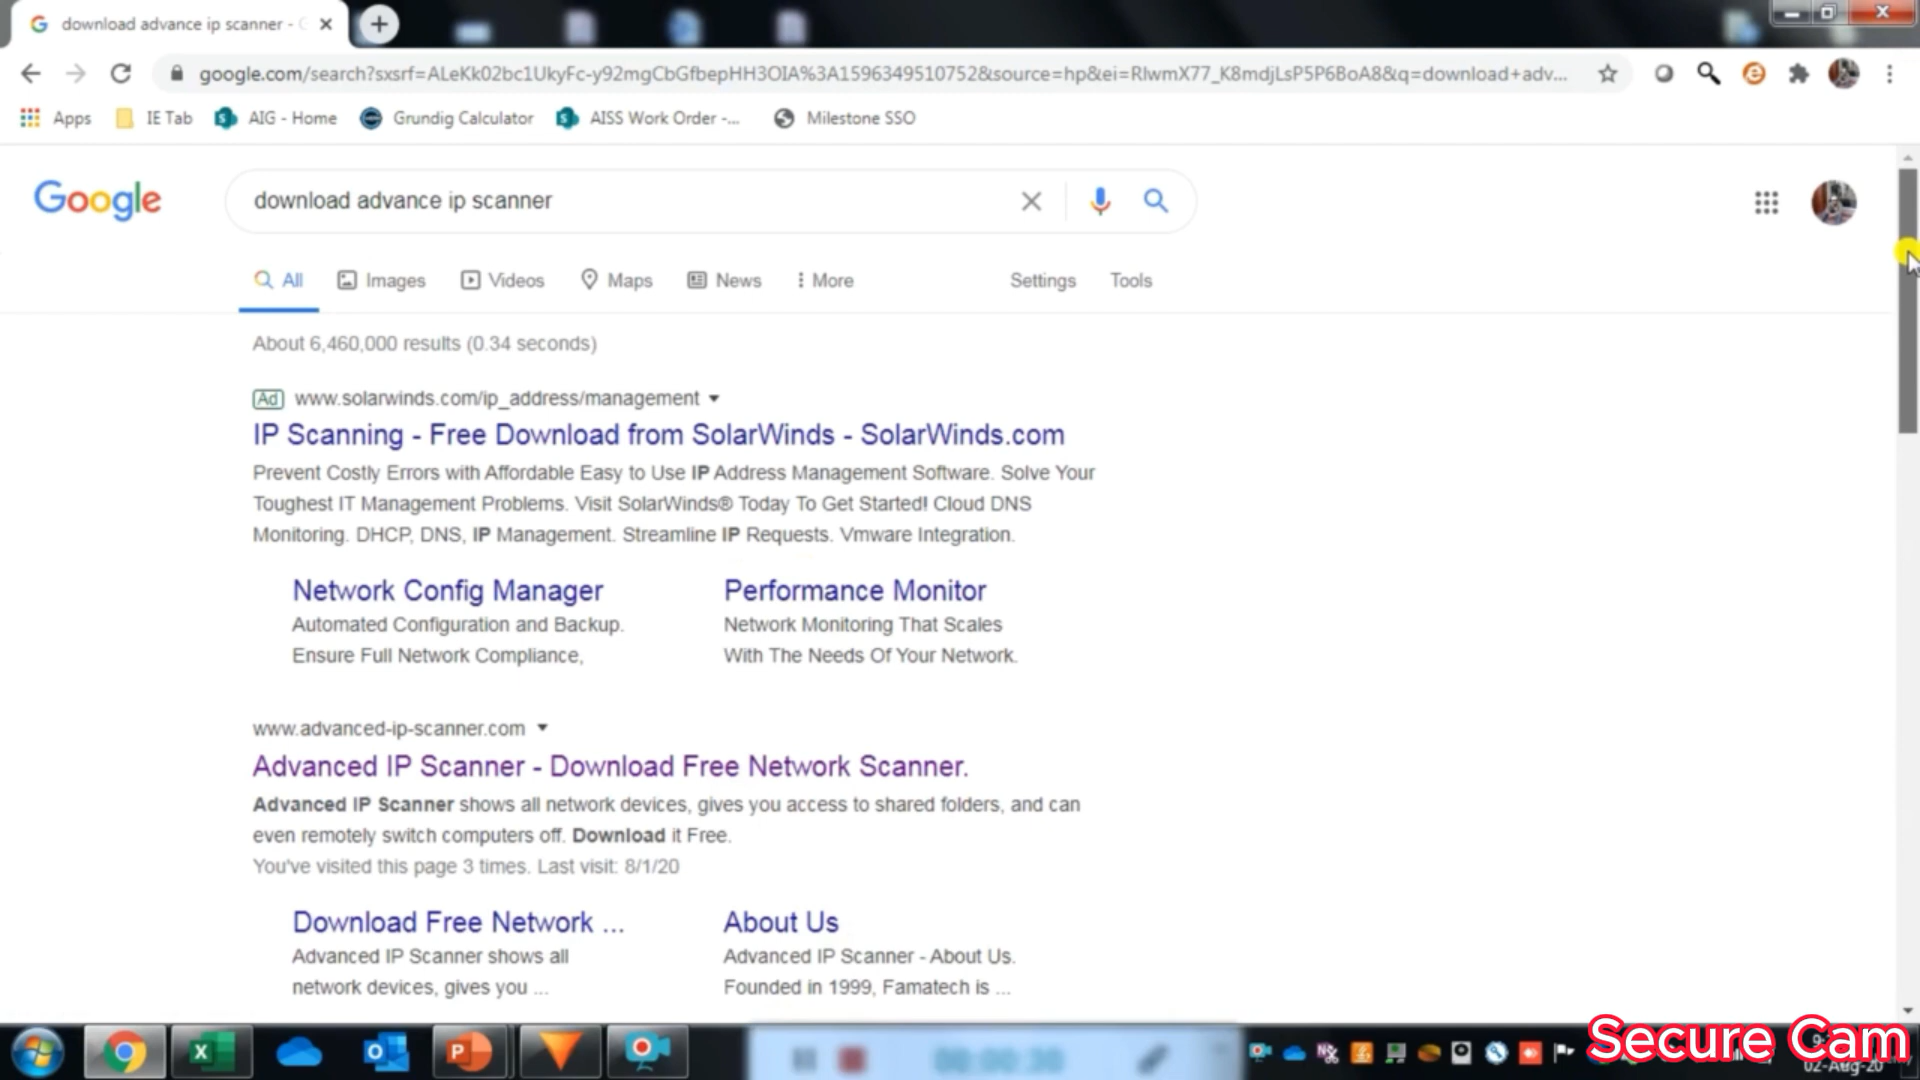 download advance ip scanner - G
google.com/search?sxsrf=ALeKk02bc1UkyFc-y92mgCbGfbepHH3OIA%3A1596349510752&source=hp&ei=RlwmX77_K8mdjLsP5P6BoA8&q=download+adv...
Apps IE Tab AIG - Home Grundig Calculator AISS Work Order -... Milestone SSO
Google
download advance ip scanner
All Images Videos Maps News More Settings Tools
About 6,460,000 results (0.34 seconds)
Ad www.solarwinds.com/ip_address/management
IP Scanning - Free Download from SolarWinds - SolarWinds.com
Prevent Costly Errors with Affordable Easy to Use IP Address Management Software. Solve Your
Toughest IT Management Problems. Visit SolarWinds® Today To Get Started! Cloud DNS
Monitoring. DHCP, DNS, IP Management. Streamline IP Requests. Vmware Integration.
Network Config Manager
Automated Configuration and Backup.
Ensure Full Network Compliance,
Performance Monitor
Network Monitoring That Scales
With The Needs Of Your Network.
www.advanced-ip-scanner.com
Advanced IP Scanner - Download Free Network Scanner.
Advanced IP Scanner shows all network devices, gives you access to shared folders, and can
even remotely switch computers off. Download it Free.
You've visited this page 3 times. Last visit: 8/1/20
Download Free Network ...
Advanced IP Scanner shows all
network devices, gives you ...
About Us
Advanced IP Scanner - About Us.
Founded in 1999, Famatech is ...
00:00:30
Secure Cam
02-Aug-20